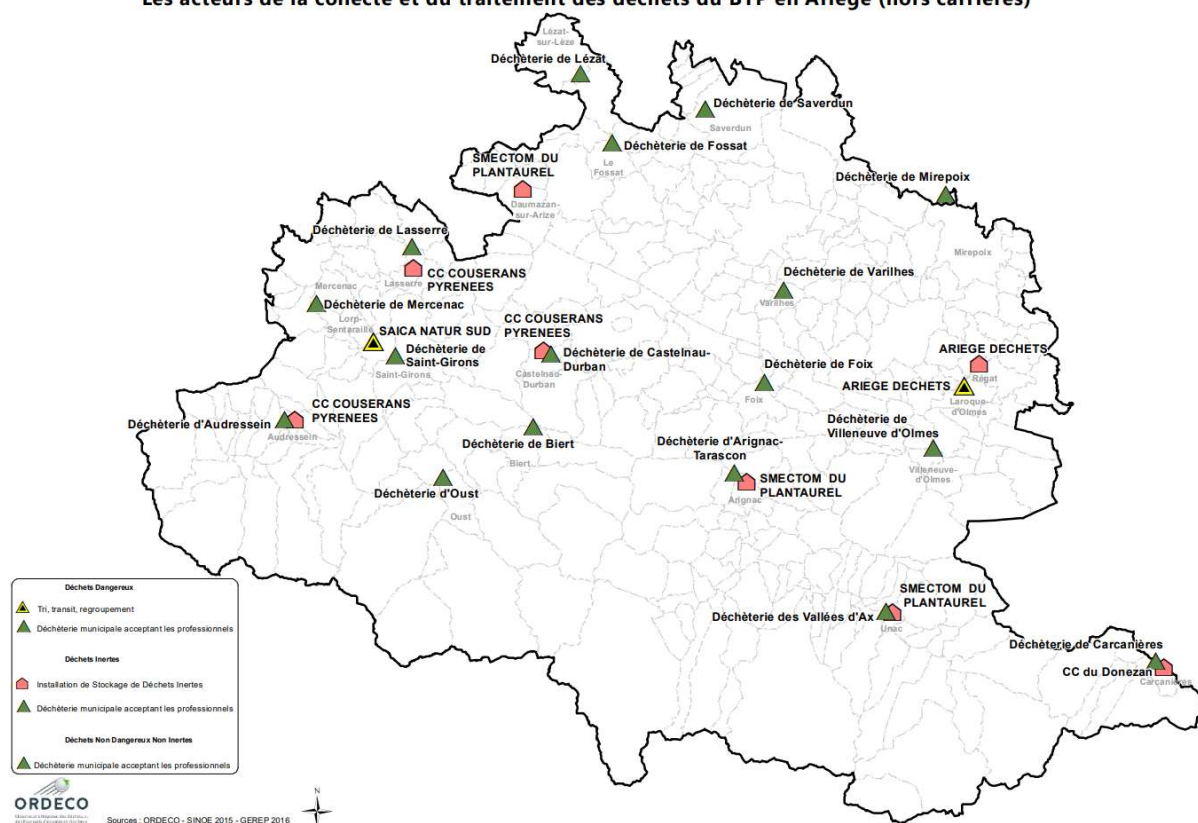 Les acteurs de la collecte et du traitement des déchets du BTP en Ariège (hors carrières)
Lézat-
sur-Lèze
Déchèterie de Lézat
Déchèterie de Saverdun
Saverdun
Déchèterie de Fossat
Le
Fossat
SMECTOM DU
PLANTAUREL
Daumazan-
sur-Arize
Déchèterie de Mirepoix
Mirepoix
Déchèterie de Lasserre
CC COUSERANS
PYRENEES
Lasserre
Déchèterie de Varilhes
Varilhes
Mercenac
Déchèterie de Mercenac
Lorp-
Sentaraille
SAICA NATUR SUD
Déchèterie de
Saint-Girons
Saint-Girons
CC COUSERANS
PYRENEES
Déchèterie de Castelnau-
Durban
Castelnau-
Durban
ARIEGE DECHETS
Régat
Déchèterie de Foix
Foix
ARIEGE DECHETS
Laroque-
d'Olmes
CC COUSERANS
PYRENEES
Déchèterie d'Audressein
Audressein
Déchèterie de Biert
Biert
Déchèterie de
Villeneuve d'Olmes
Villeneuve-
d'Olmes
Déchèterie d'Arignac-
Tarascon
SMECTOM DU
PLANTAUREL
Arignac
Déchèterie d'Oust
Oust
SMECTOM DU
PLANTAUREL
Déchèterie des Vallées d'Ax
Unac
Déchèterie de Carcanières
CC du Donezan
Carcanières
Déchets Dangereux
Tri, transit, regroupement
Déchèterie municipale acceptant les professionnels
Déchets Inertes
Installation de Stockage de Déchets Inertes
Déchèterie municipale acceptant les professionnels
Déchets Non Dangereux Non Inertes
Déchèterie municipale acceptant les professionnels
ORDECO
N
Sources : ORDECO - SINOE 2015 - GEREP 2016